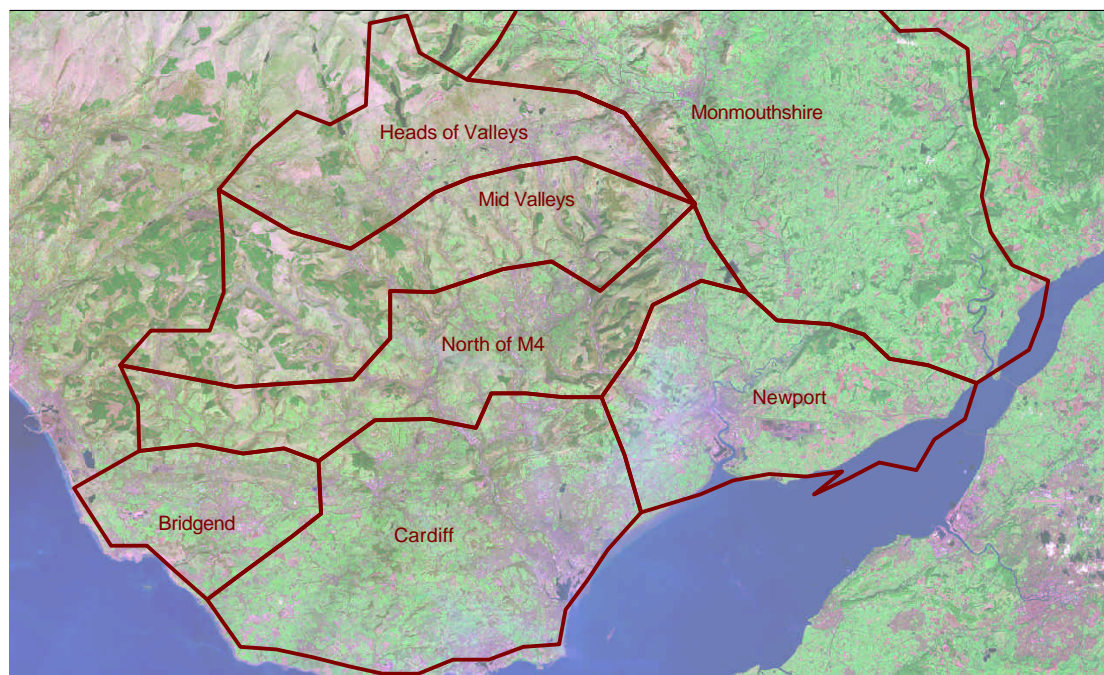 Monmouthshire
Heads of Valleys
Mid Valleys
North of M4
Newport
Bridgend
Cardiff